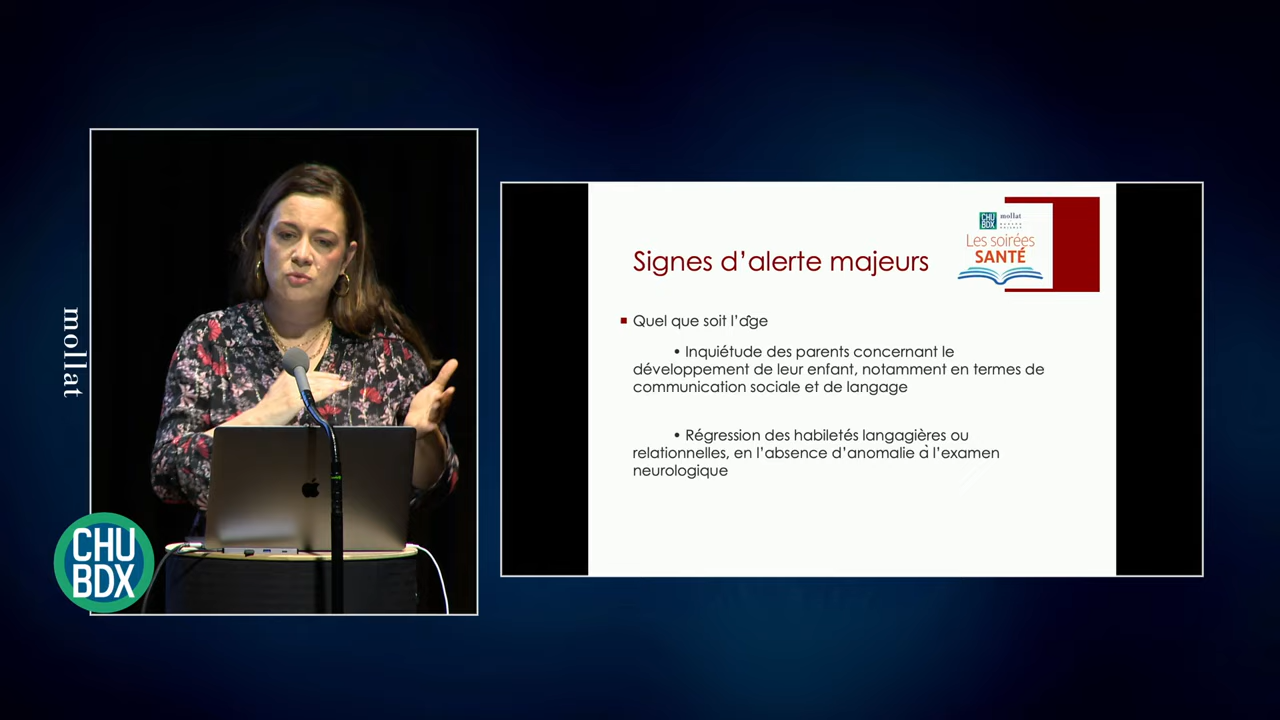 mollat
CHU
BDX
Signes d'alerte majeurs
CHU
BDX
mollat
Les soirées
SANTÉ
▪ Quel que soit l'âge
• Inquiétude des parents concernant le
développement de leur enfant, notamment en termes de
communication sociale et de langage
• Régression des habiletés langagières ou
relationnelles, en l'absence d'anomalie à l'examen
neurologique